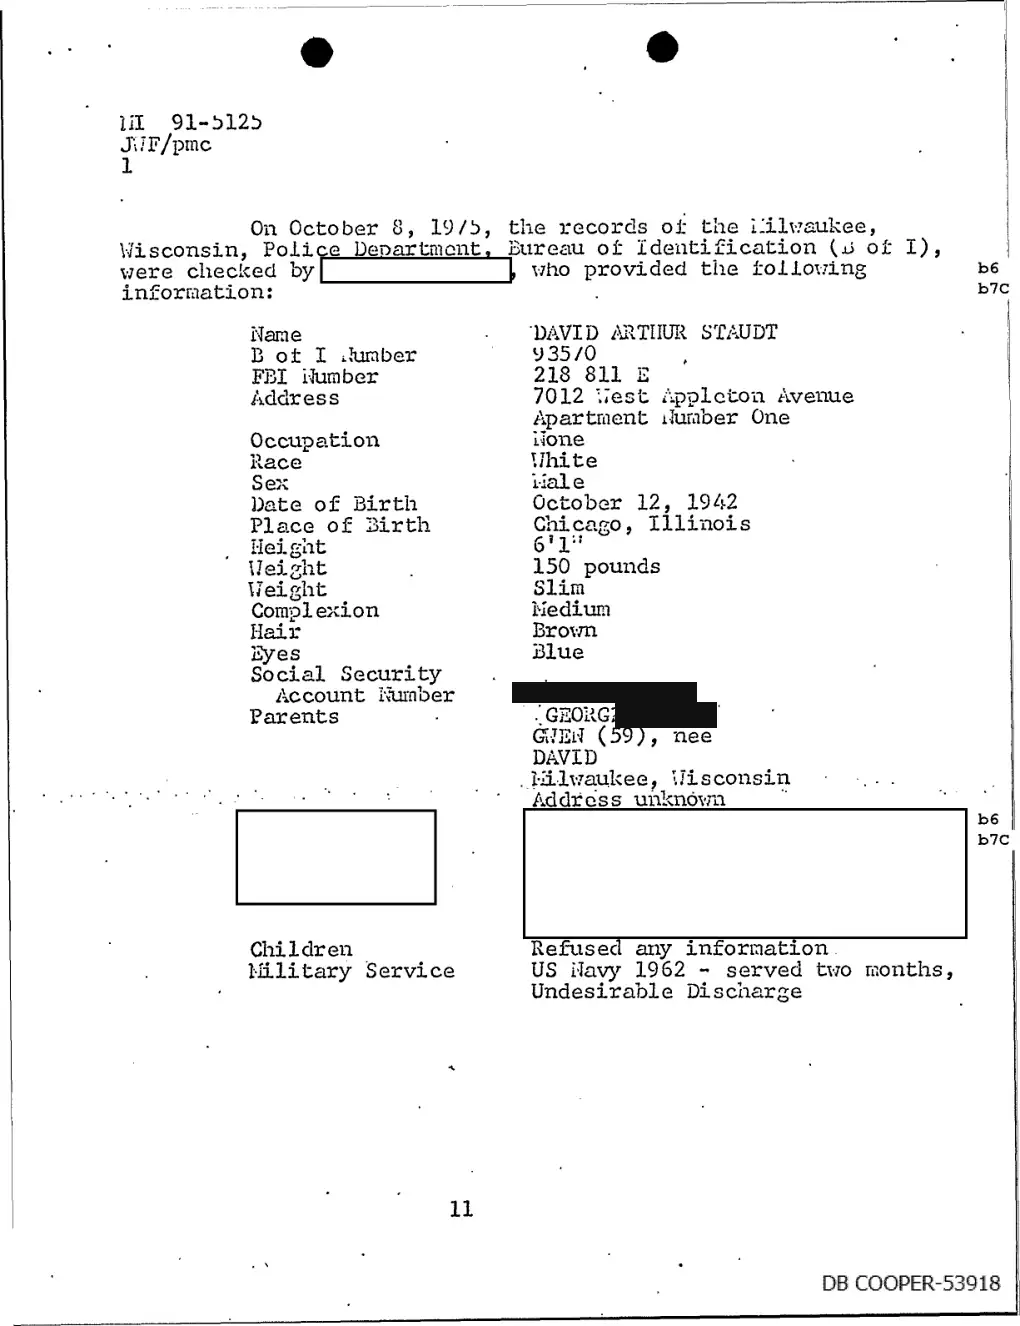 MI 91-5125
JWF/pmc
1
On October 8, 1975, the records of the Milwaukee,
Wisconsin, Police Department, Bureau of Identification (B of I),
were checked by , who provided the following
b6
information:
b7C
Name DAVID ARTHUR STAUDT
B of I Number 93570
FBI Number 218 811 E
Address 7012 West Appleton Avenue
Apartment Number One
Occupation None
Race White
Sex Male
Date of Birth October 12, 1942
Place of Birth Chicago, Illinois
Height 6'1"
Weight 150 pounds
Weight Slim
Complexion Medium
Hair Brown
Eyes Blue
Social Security
Account Number
Parents GEORGE
GWEN (59), nee
DAVID
Milwaukee, Wisconsin
Address unknown
b6
b7C
Children Refused any information
Military Service US Navy 1962 - served two months,
Undesirable Discharge
11
DB COOPER-53918